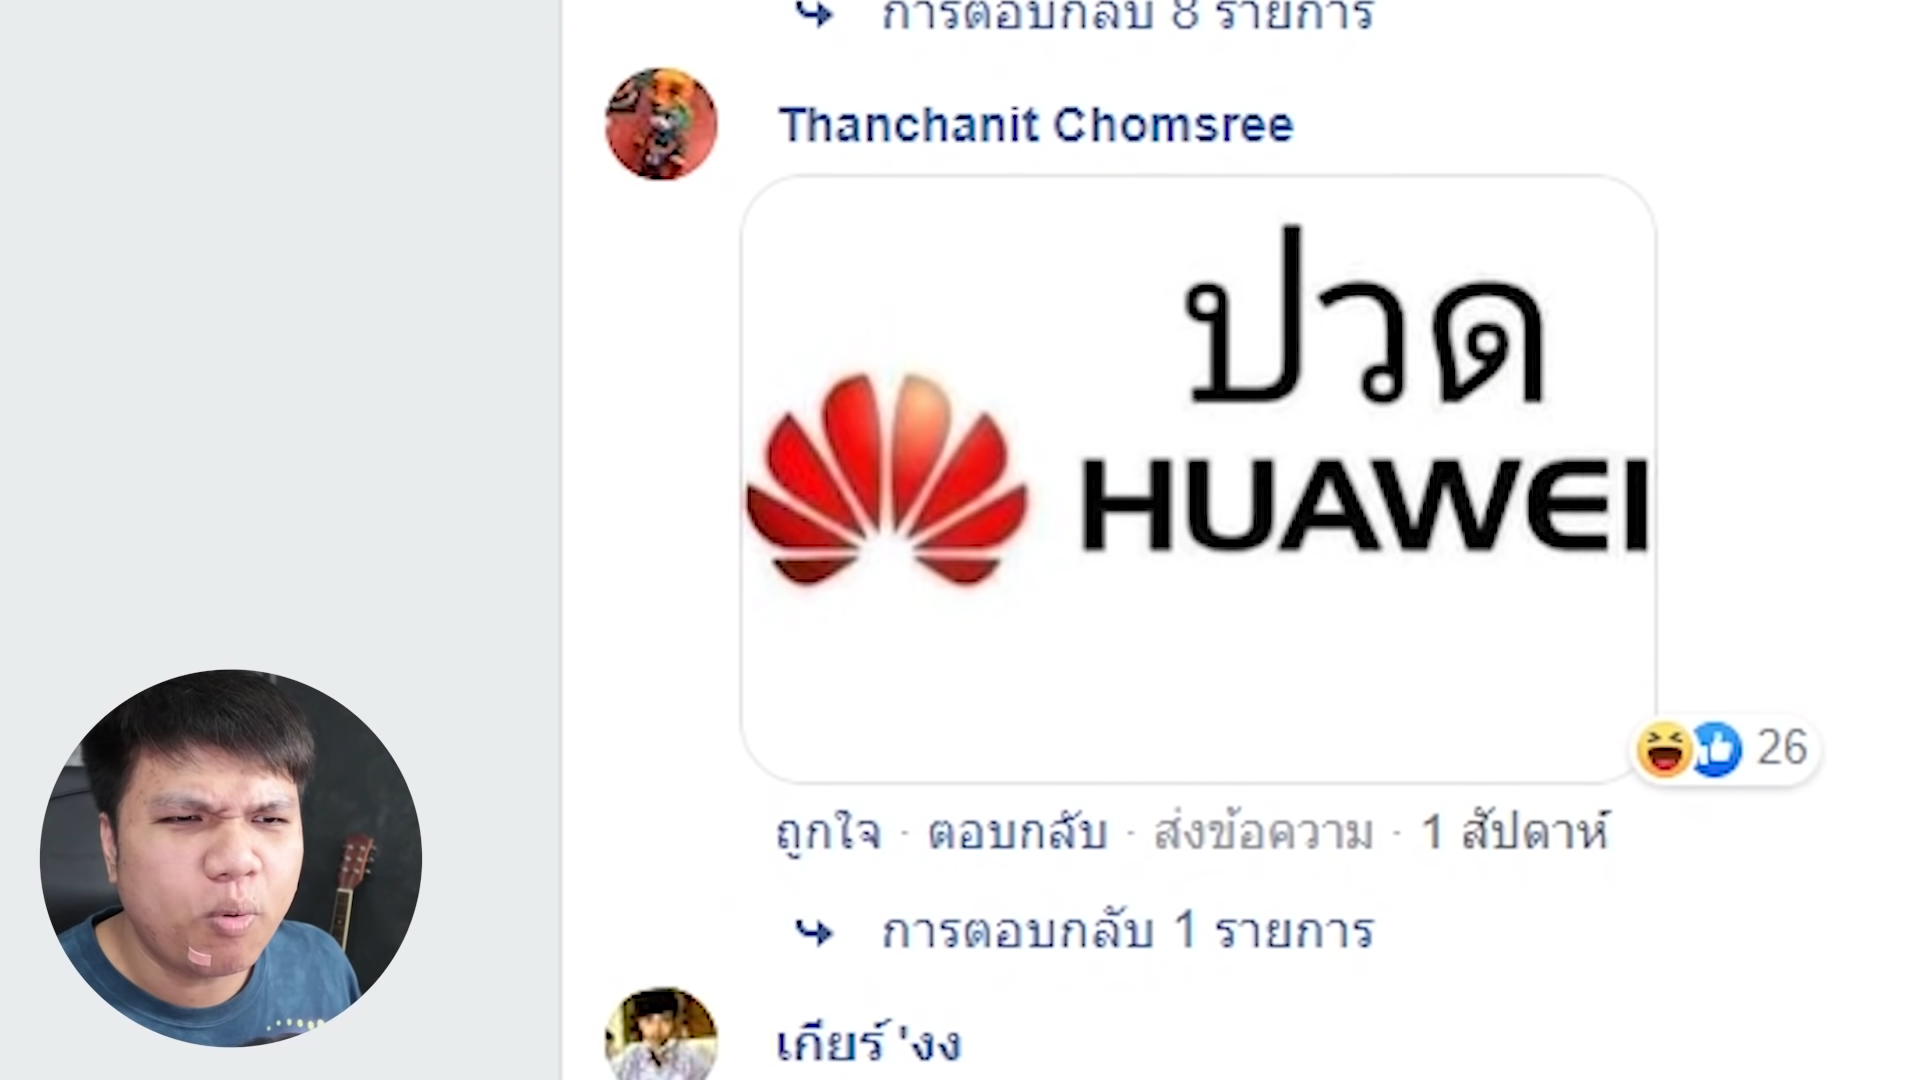 การตอบกลับ 8 รายการ
Thanchanit Chomsree
ปวด
HUAWEI
26
ถูกใจ · ตอบกลับ · ส่งข้อความ · 1 สัปดาห์
การตอบกลับ 1 รายการ
เกียร์ 'งง